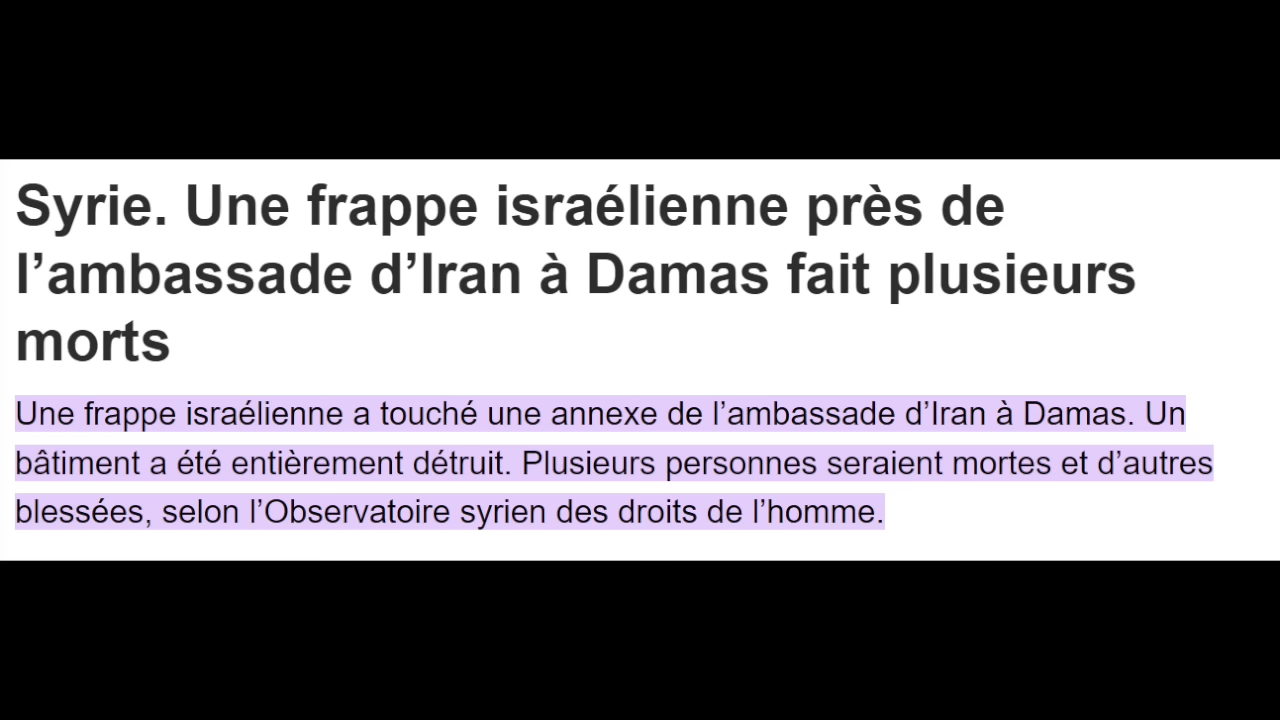 Syrie. Une frappe israélienne près de
l’ambassade d’Iran à Damas fait plusieurs
morts
Une frappe israélienne a touché une annexe de l’ambassade d’Iran à Damas. Un
bâtiment a été entièrement détruit. Plusieurs personnes seraient mortes et d’autres
blessées, selon l’Observatoire syrien des droits de l’homme.